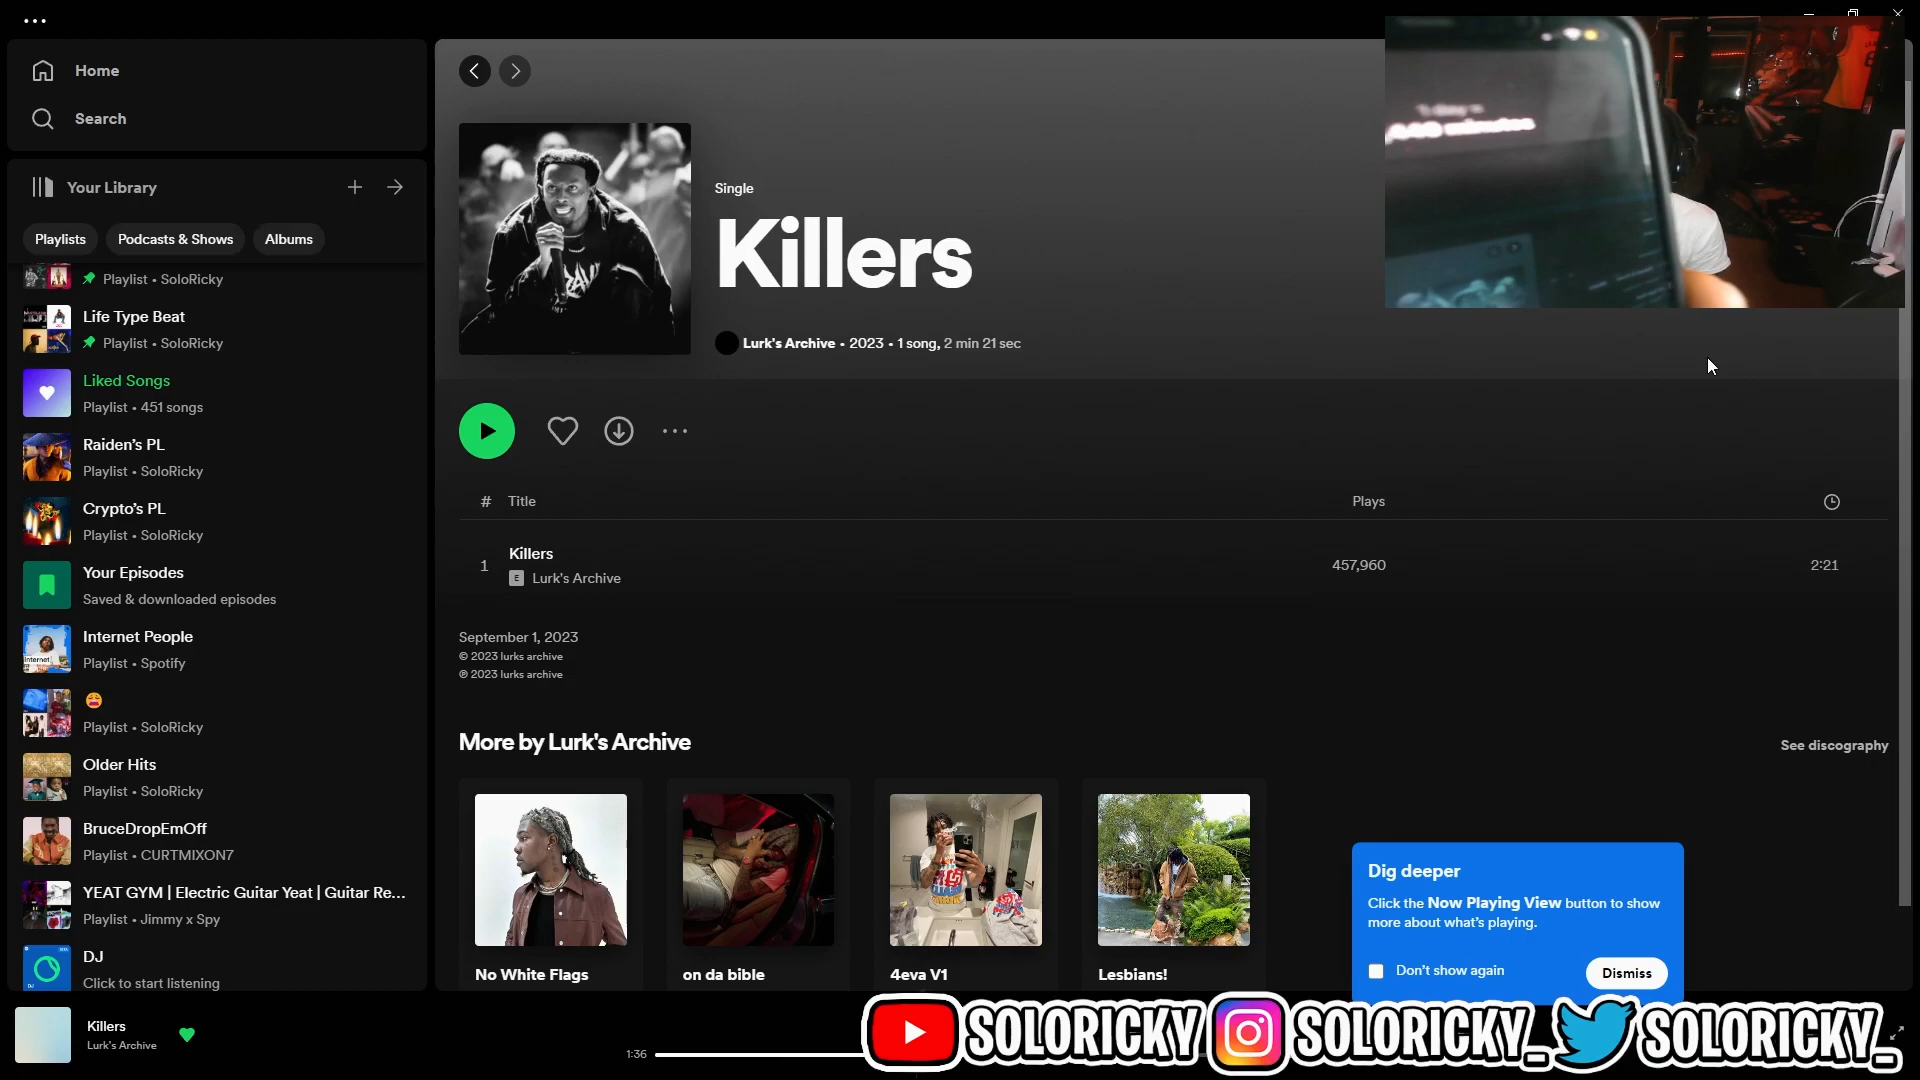 Home
Search
Your Library
Playlists
Podcasts & Shows
Albums
Playlist • SoloRicky
Life Type Beat
Playlist • SoloRicky
Liked Songs
Playlist • 451 songs
Raiden's PL
Playlist • SoloRicky
Crypto's PL
Playlist • SoloRicky
Your Episodes
Saved & downloaded episodes
Internet People
Playlist • Spotify
😩
Playlist • SoloRicky
Older Hits
Playlist • SoloRicky
BruceDropEmOff
Playlist • CURTMIXON7
YEAT GYM | Electric Guitar Yeat | Guitar Re...
Playlist • Jimmy x Spy
DJ
Click to start listening
Single
Killers
Lurk's Archive • 2023 • 1 song, 2 min 21 sec
# Title Plays
1 Killers 457,960 2:21
E Lurk's Archive
September 1, 2023
© 2023 lurks archive
℗ 2023 lurks archive
More by Lurk's Archive
See discography
No White Flags
on da bible
4eva V1
Lesbians!
Dig deeper
Click the Now Playing View button to show
more about what's playing.
Don't show again
Dismiss
Killers
Lurk's Archive
1:36
SOLORICKY SOLORICKY_ SOLORICKY_